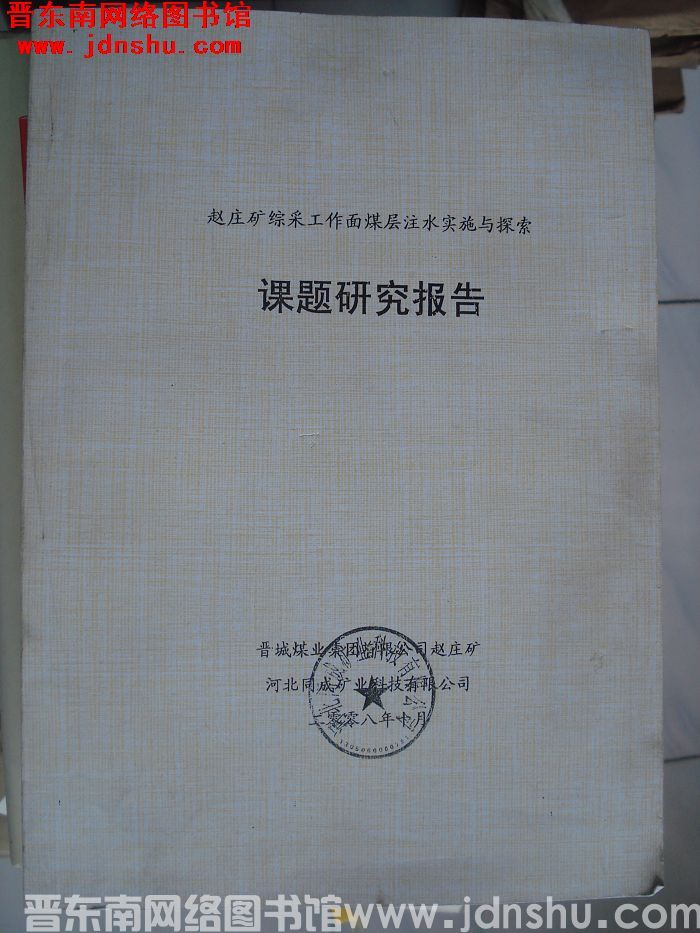 晋东南网络图书馆
www.jdnshu.com
赵庄矿综采工作面煤层注水实施与探索
课题研究报告
晋城煤业集团有限公司赵庄矿
河北同成矿业科技有限公司
二零零八年十月
晋东南网络图书馆www.jdnshu.com